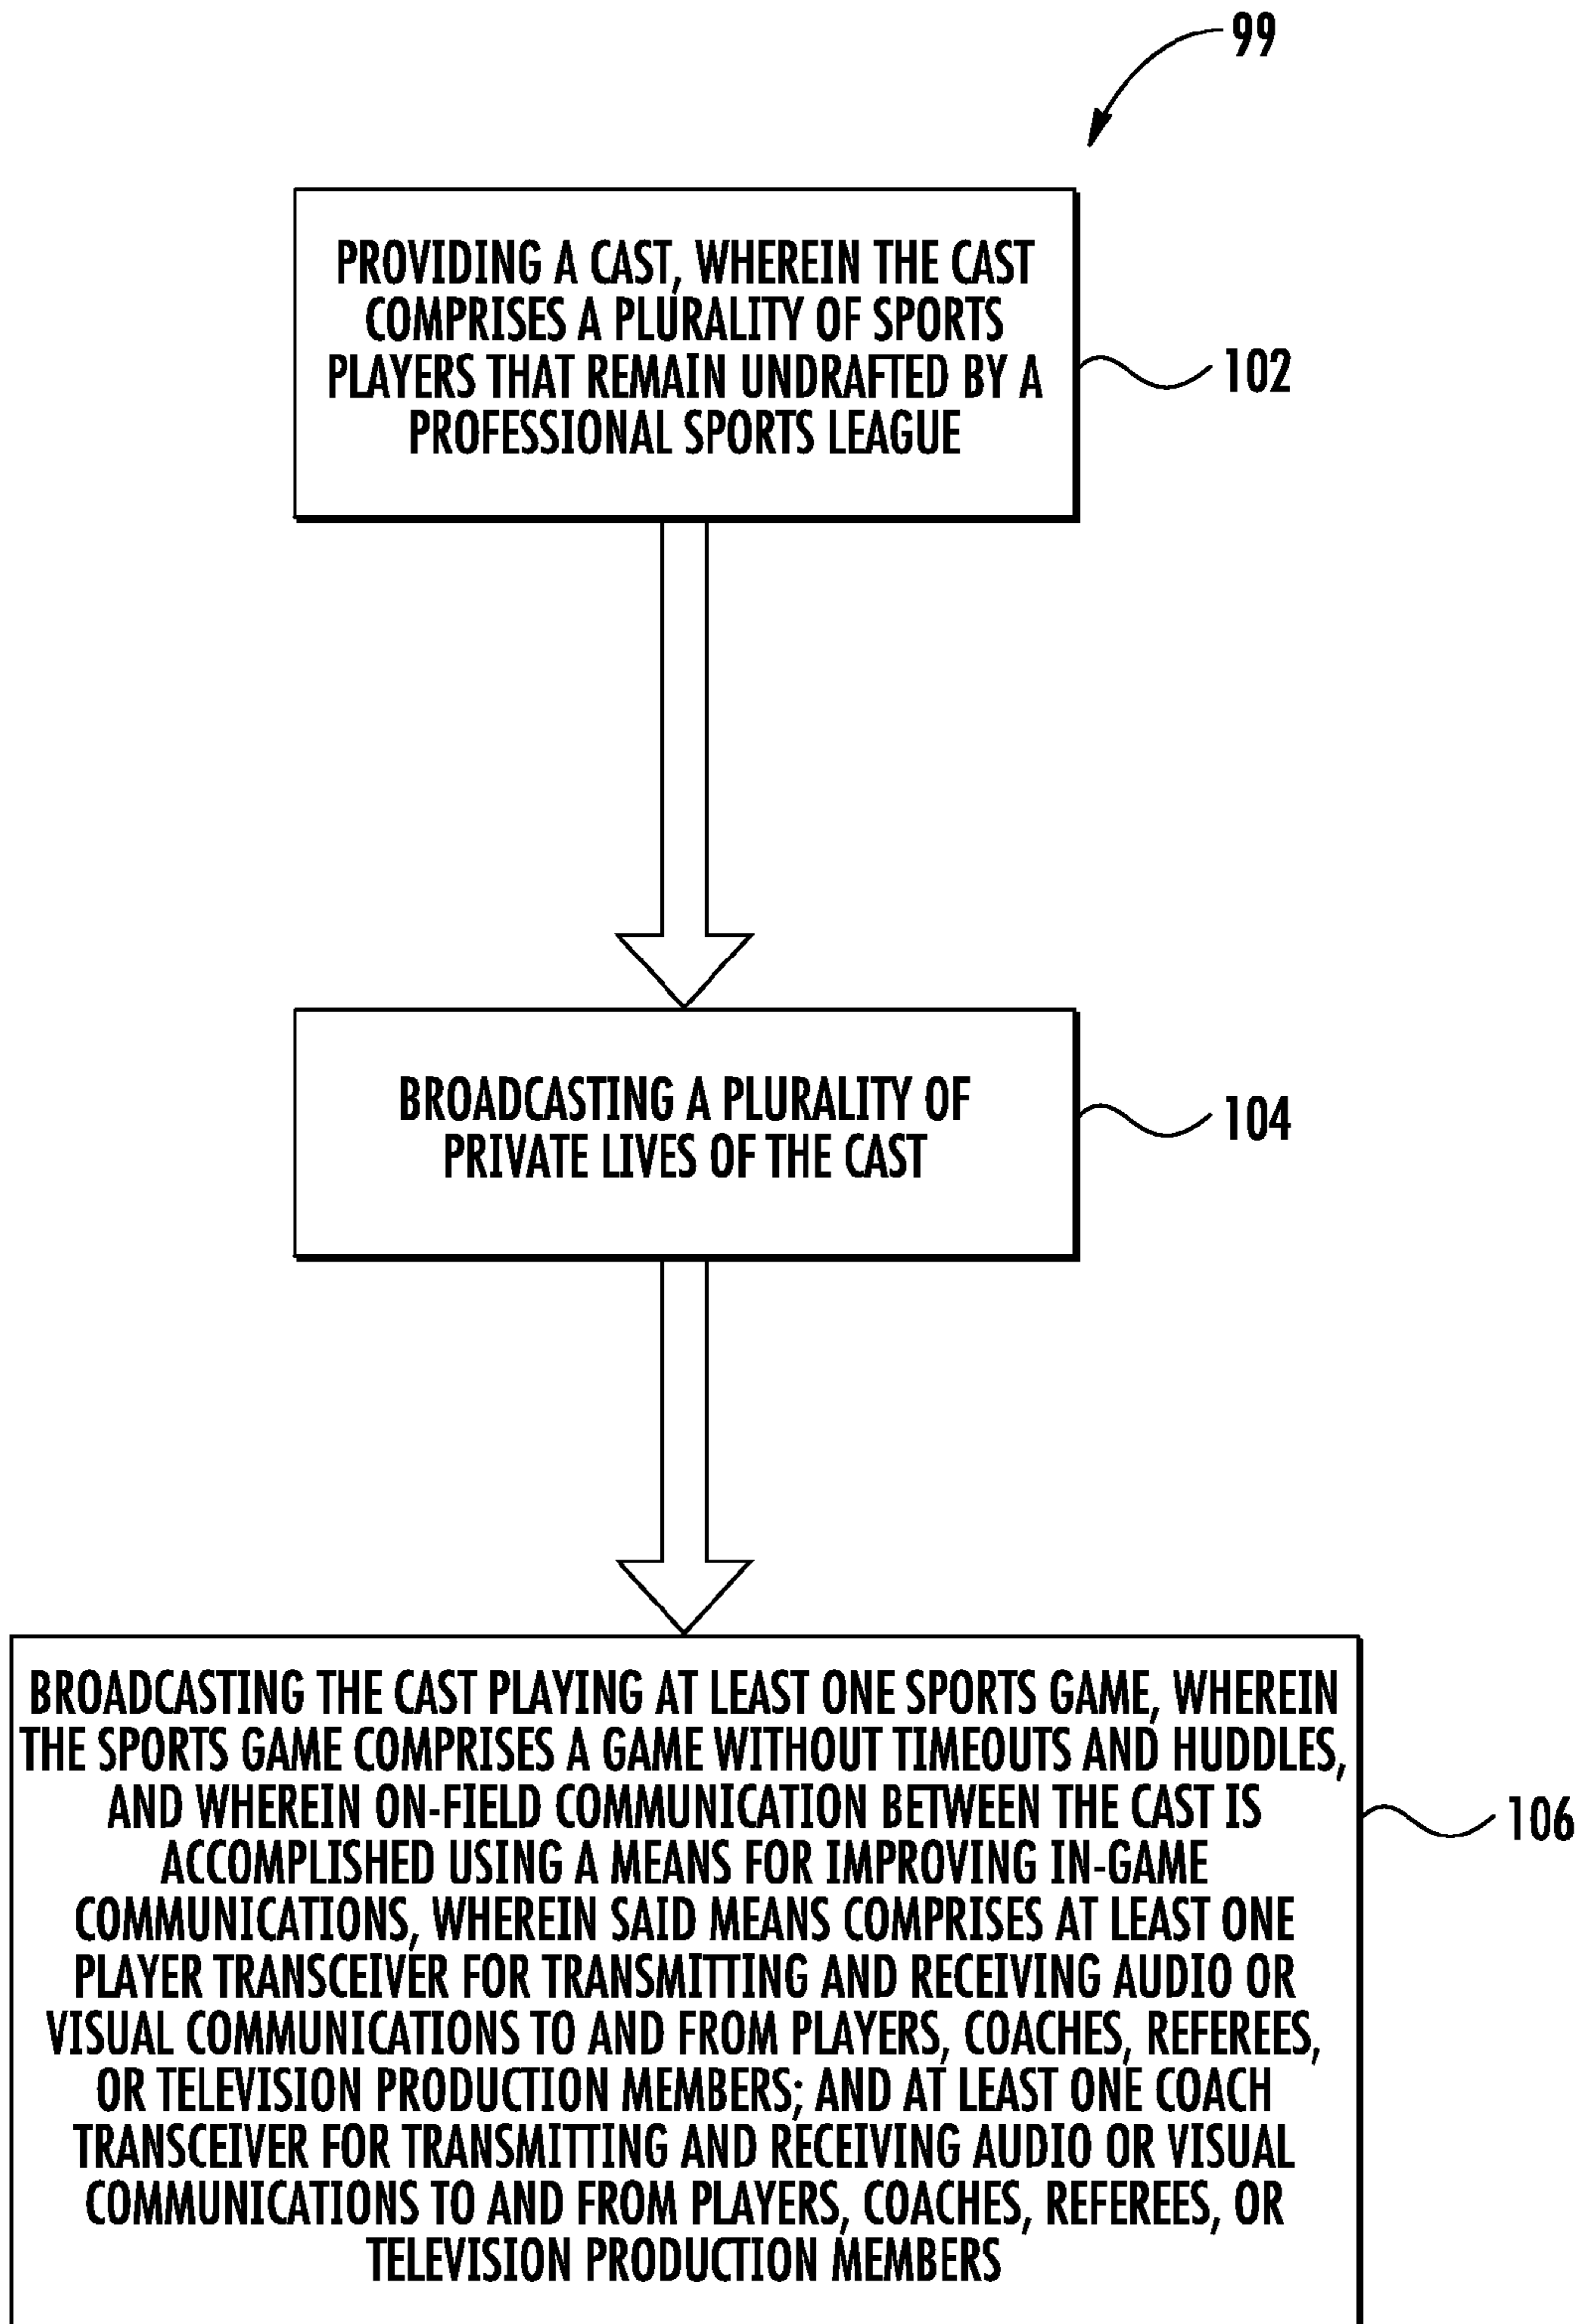 99
PROVIDING A CAST, WHEREIN THE CAST
COMPRISES A PLURALITY OF SPORTS
PLAYERS THAT REMAIN UNDRAFTED BY A
PROFESSIONAL SPORTS LEAGUE
102
BROADCASTING A PLURALITY OF
PRIVATE LIVES OF THE CAST
104
BROADCASTING THE CAST PLAYING AT LEAST ONE SPORTS GAME, WHEREIN
THE SPORTS GAME COMPRISES A GAME WITHOUT TIMEOUTS AND HUDDLES,
AND WHEREIN ON-FIELD COMMUNICATION BETWEEN THE CAST IS
ACCOMPLISHED USING A MEANS FOR IMPROVING IN-GAME
COMMUNICATIONS, WHEREIN SAID MEANS COMPRISES AT LEAST ONE
PLAYER TRANSCEIVER FOR TRANSMITTING AND RECEIVING AUDIO OR
VISUAL COMMUNICATIONS TO AND FROM PLAYERS, COACHES, REFEREES,
OR TELEVISION PRODUCTION MEMBERS; AND AT LEAST ONE COACH
TRANSCEIVER FOR TRANSMITTING AND RECEIVING AUDIO OR VISUAL
COMMUNICATIONS TO AND FROM PLAYERS, COACHES, REFEREES, OR
TELEVISION PRODUCTION MEMBERS
106